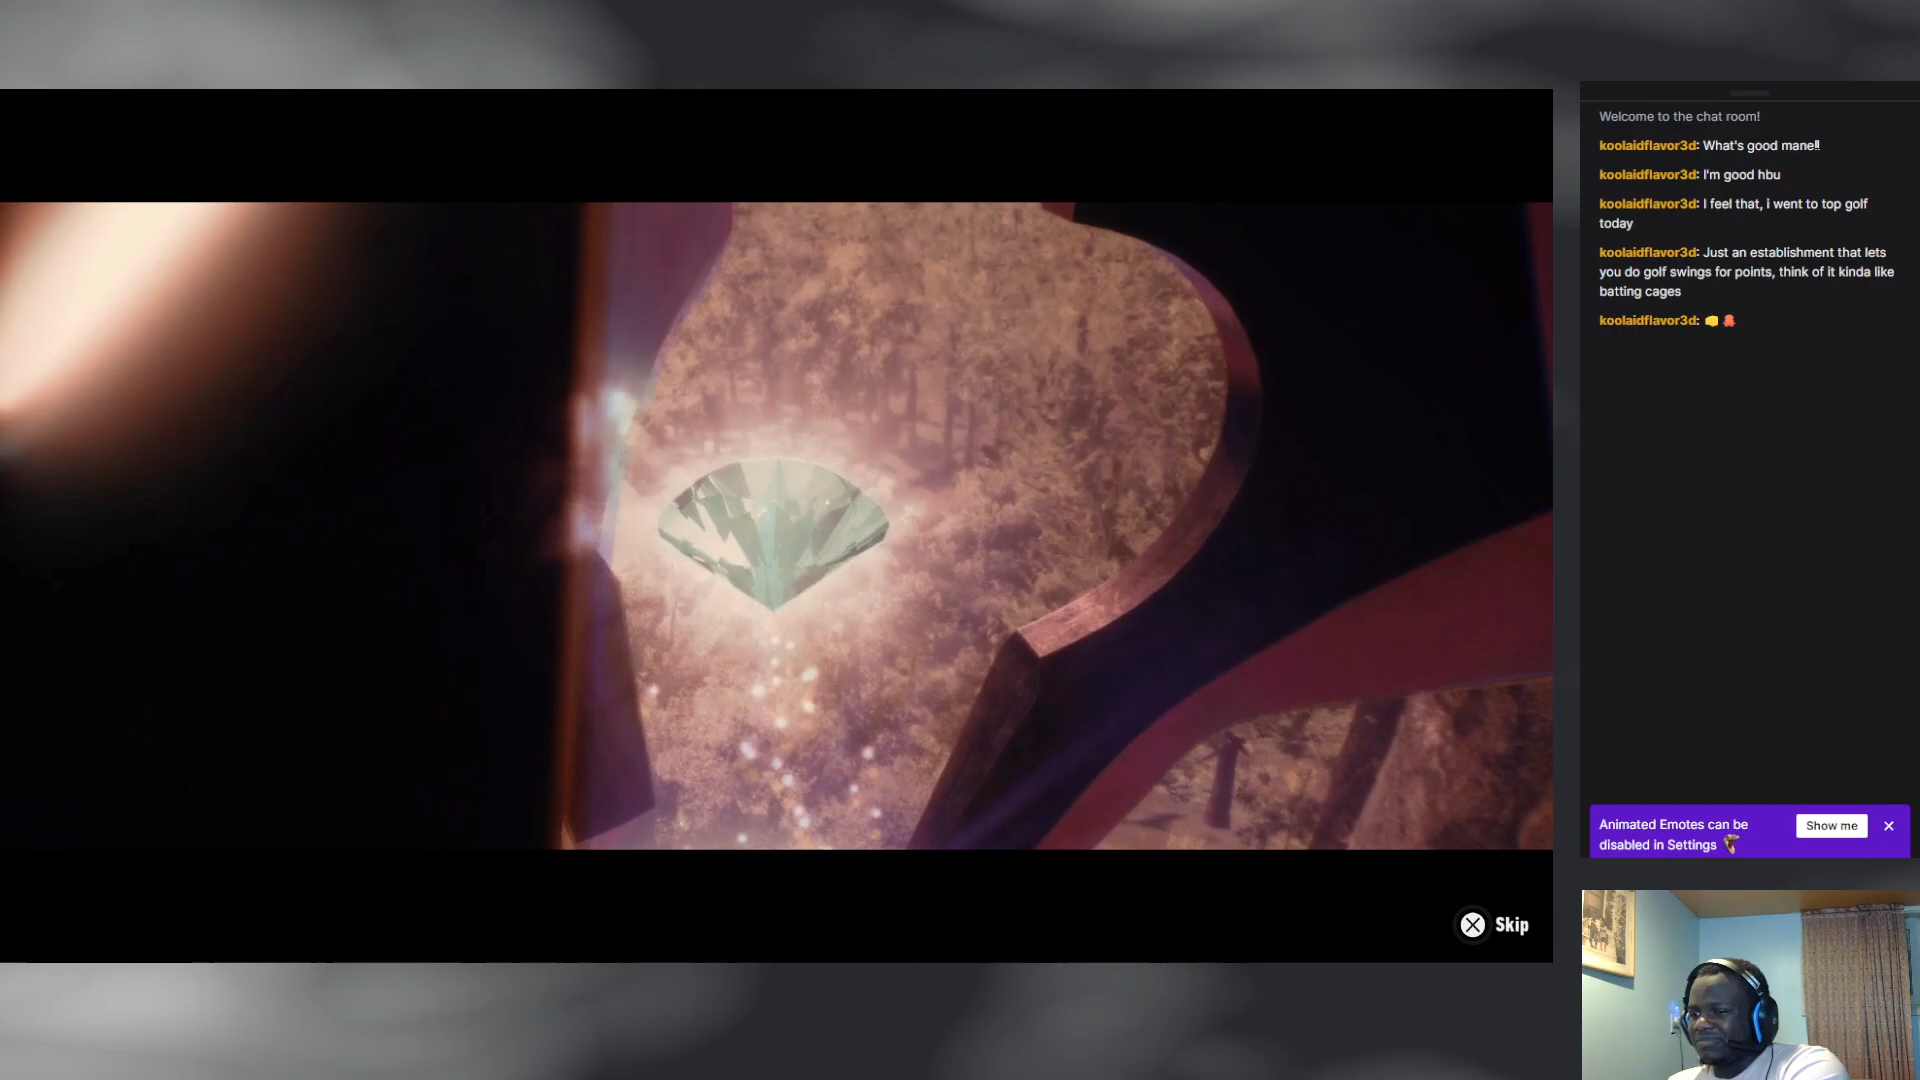 Welcome to the chat room!
koolaidflavor3d: What's good mane!!
koolaidflavor3d: I'm good hbu
koolaidflavor3d: I feel that, i went to top golf
today
koolaidflavor3d: Just an establishment that lets
you do golf swings for points, think of it kinda like
batting cages
koolaidflavor3d:
Animated Emotes can be
disabled in Settings
Show me
Skip